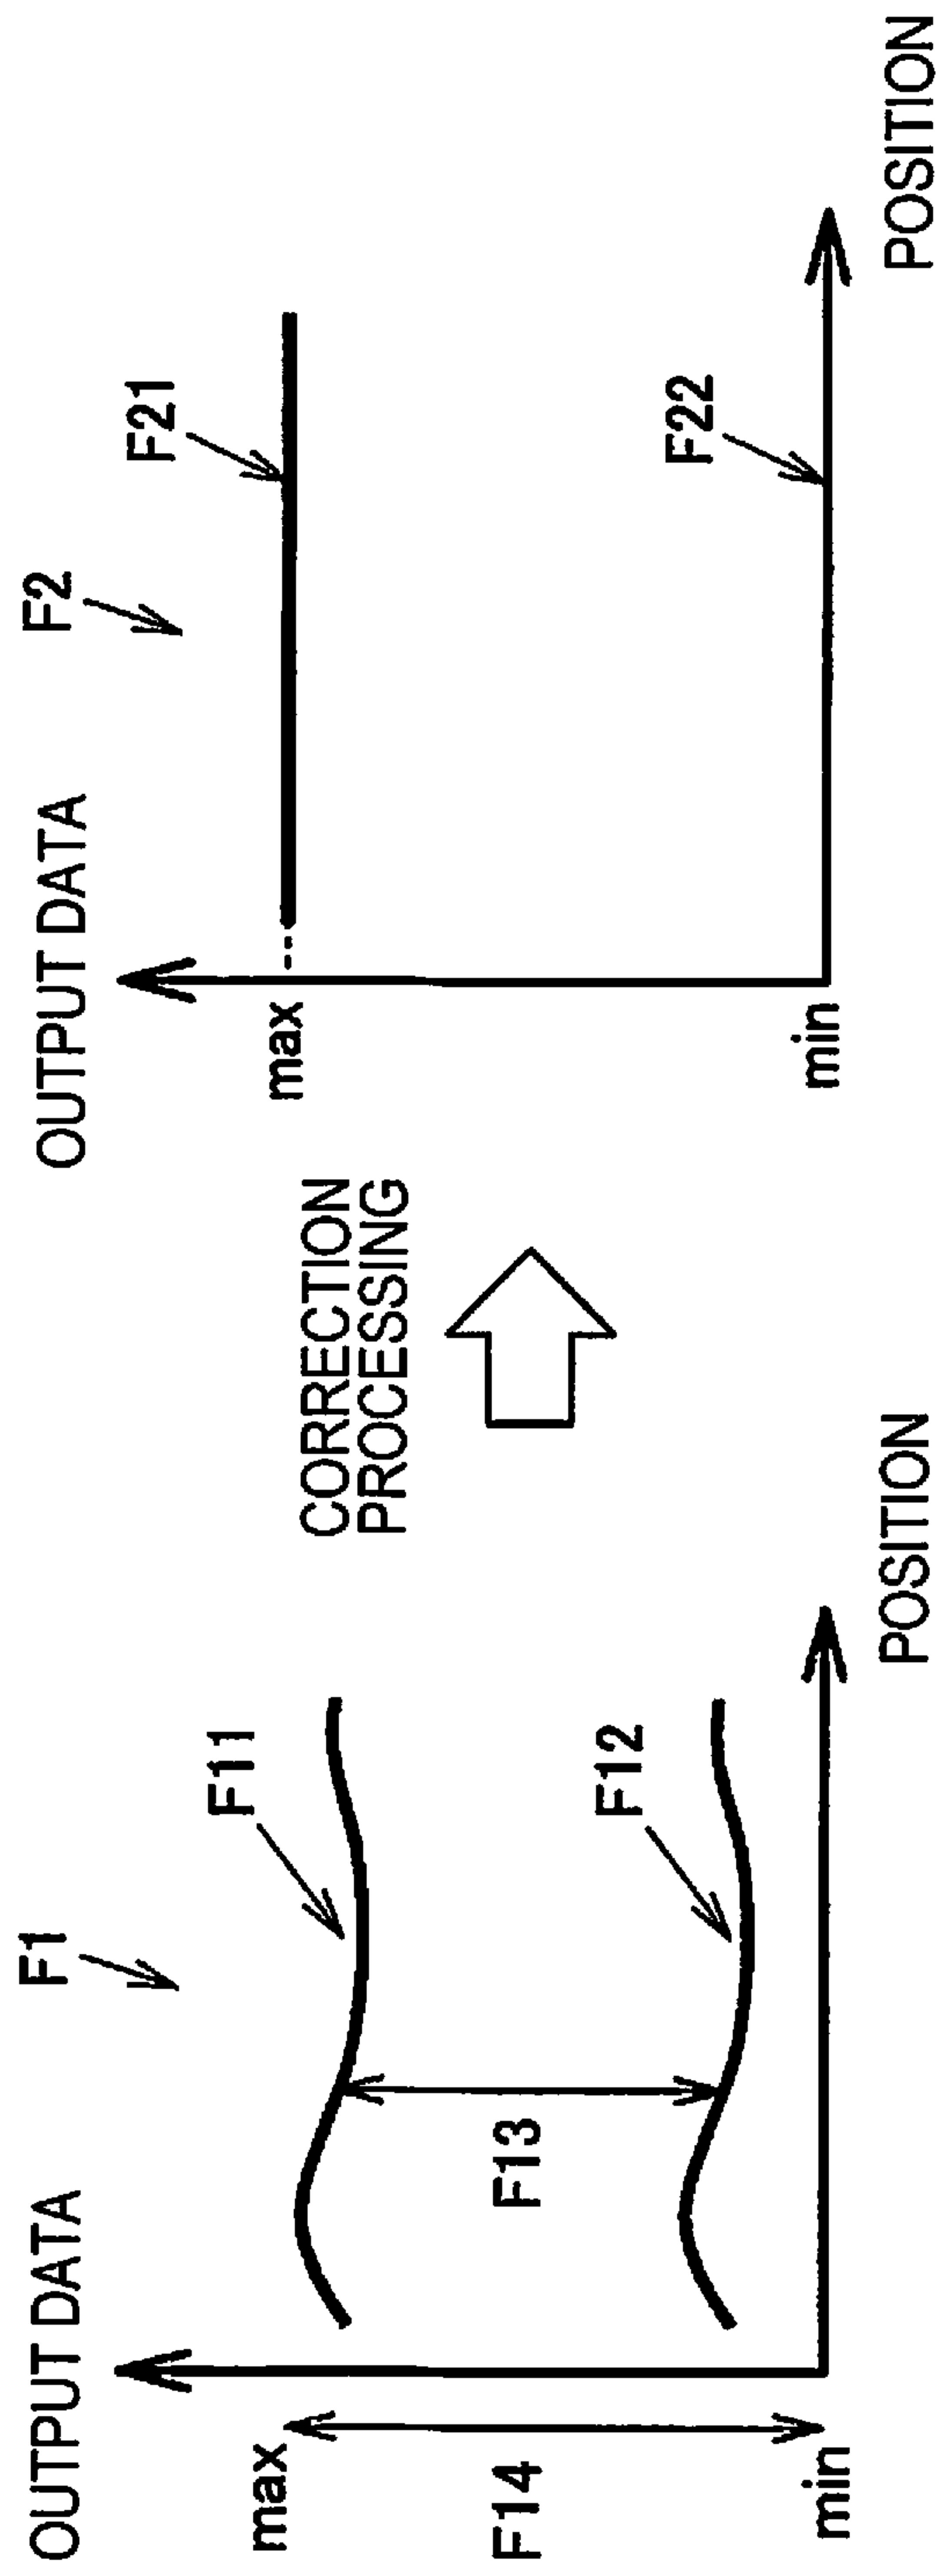 OUTPUT DATA
F1
F11
F12
F13
F14
max
min
POSITION
CORRECTION
PROCESSING
OUTPUT DATA
F2
F21
F22
max
min
POSITION